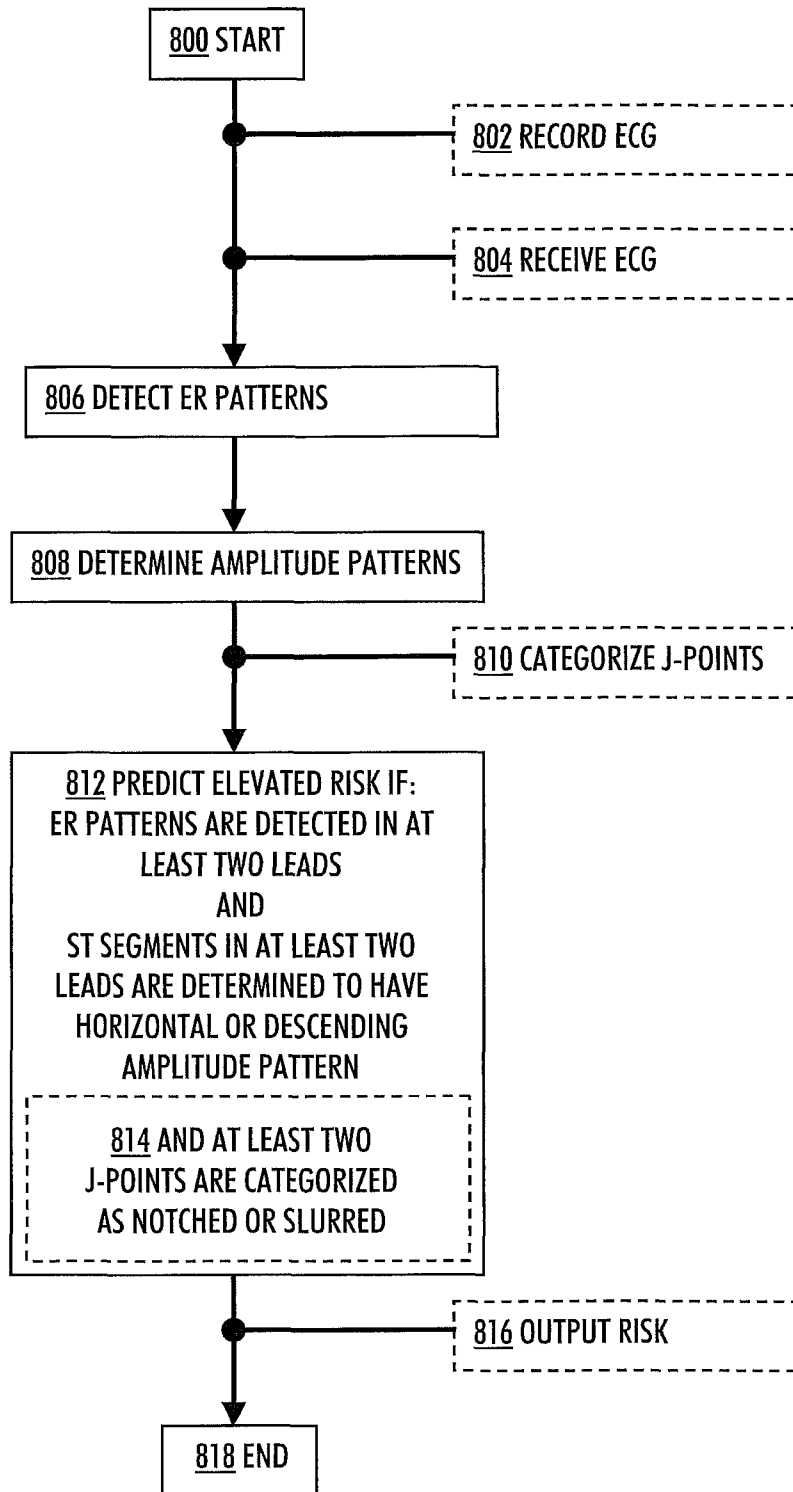 800 START
802 RECORD ECG
804 RECEIVE ECG
806 DETECT ER PATTERNS
808 DETERMINE AMPLITUDE PATTERNS
810 CATEGORIZE J-POINTS
812 PREDICT ELEVATED RISK IF:
ER PATTERNS ARE DETECTED IN AT
LEAST TWO LEADS
AND
ST SEGMENTS IN AT LEAST TWO
LEADS ARE DETERMINED TO HAVE
HORIZONTAL OR DESCENDING
AMPLITUDE PATTERN
814 AND AT LEAST TWO
J-POINTS ARE CATEGORIZED
AS NOTCHED OR SLURRED
816 OUTPUT RISK
818 END